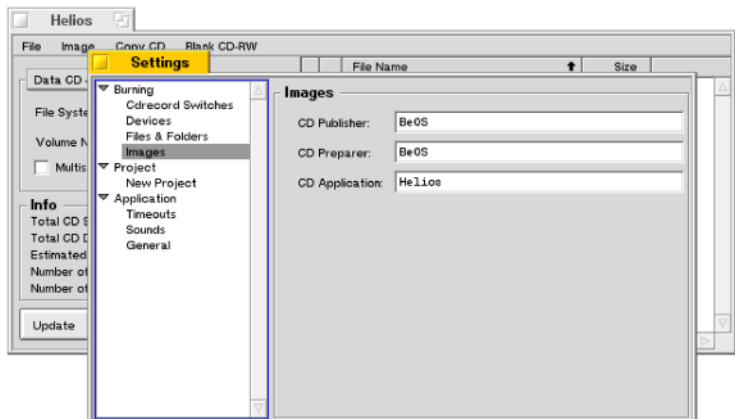 Helios
File Image Copy CD Blank CD-RW
Settings
File Name Size
Data CD
File Syste
Volume N
Multis
Info
Total CD S
Total CD D
Estimated
Number of
Number of
Update
Burning
Cdrecord Switches
Devices
Files & Folders
Images
Project
New Project
Application
Timeouts
Sounds
General
Images
CD Publisher: BeOS
CD Preparer: BeOS
CD Application: Helios